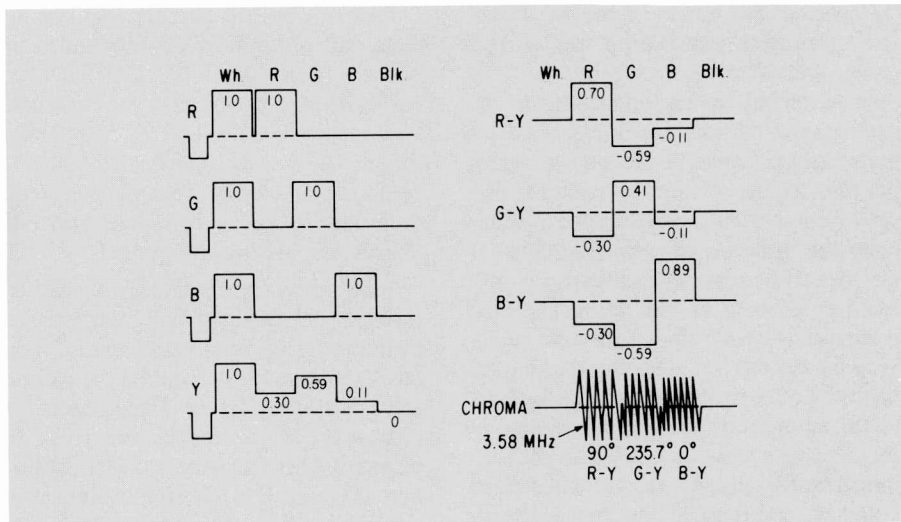 Wh. R G B Blk.
R 1.0 1.0
G 1.0 1.0
B 1.0 1.0
Y 1.0 0.30 0.59 0.11 0
Wh. R G B Blk.
R-Y 0.70 -0.59 -0.11
G-Y -0.30 0.41 -0.11
B-Y -0.30 -0.59 0.89
CHROMA
3.58 MHz
90° 235.7° 0°
R-Y G-Y B-Y